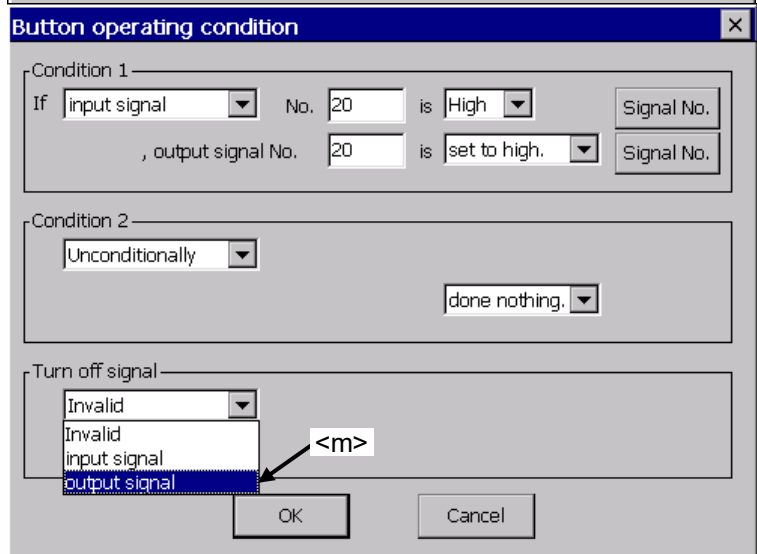 Button operating condition
Condition 1
If input signal No. 20 is High Signal No.
, output signal No. 20 is set to high. Signal No.
Condition 2
Unconditionally
done nothing.
Turn off signal
Invalid
Invalid
input signal
output signal
<m>
OK Cancel